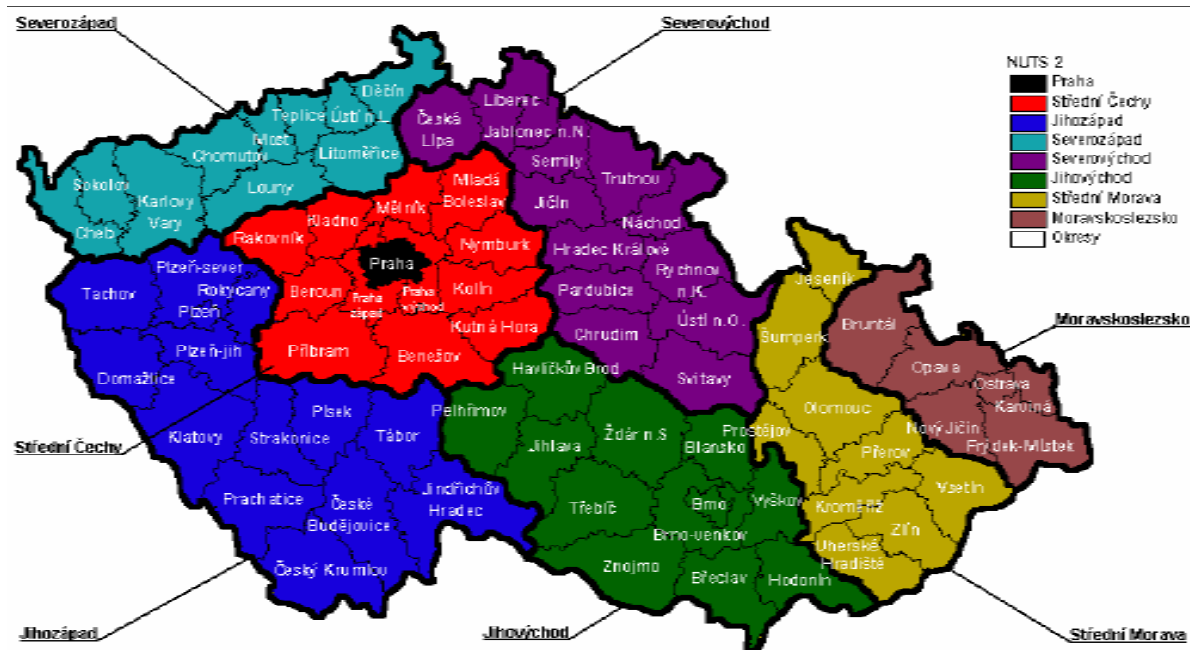 Severozápad
Severovýchod
NUTS 2
Praha
Střední Čechy
Jihozápad
Severozápad
Severovýchod
Jihovýchod
Střední Morava
Moravskoslezsko
Okresy
Děčín
Teplice
Ústí n.L.
Most
Chomutov
Litoměřice
Louny
Sokolov
Karlovy
Vary
Cheb
Česká
Lípa
Liberec
Jablonec n.N.
Semily
Trutnov
Jičín
Náchod
Hradec Králové
Rychnov
n.K.
Pardubice
Ústí n.O.
Chrudim
Svitavy
Mladá
Boleslav
Mělník
Kladno
Rakovník
Nymburk
Praha
Beroun
Praha
západ
Praha
východ
Kolín
Kutná Hora
Příbram
Benešov
Plzeň-sever
Tachov
Rokycany
Plzeň
Plzeň-jih
Domažlice
Klatovy
Písek
Strakonice
Tábor
Prachatice
České
Budějovice
Jindřichův
Hradec
Český Krumlov
Havlíčkův Brod
Pelhřimov
Jihlava
Žďár n.S
Blansko
Třebíč
Brno
Vyškov
Brno-venkov
Znojmo
Břeclav
Hodonín
Jeseník
Šumperk
Olomouc
Prostějov
Přerov
Vsetín
Kroměříž
Zlín
Uherské
Hradiště
Bruntál
Opava
Ostrava
Karviná
Nový Jičín
Frýdek-Místek
Moravskoslezsko
Střední Čechy
Jihozápad
Jihovýchod
Střední Morava